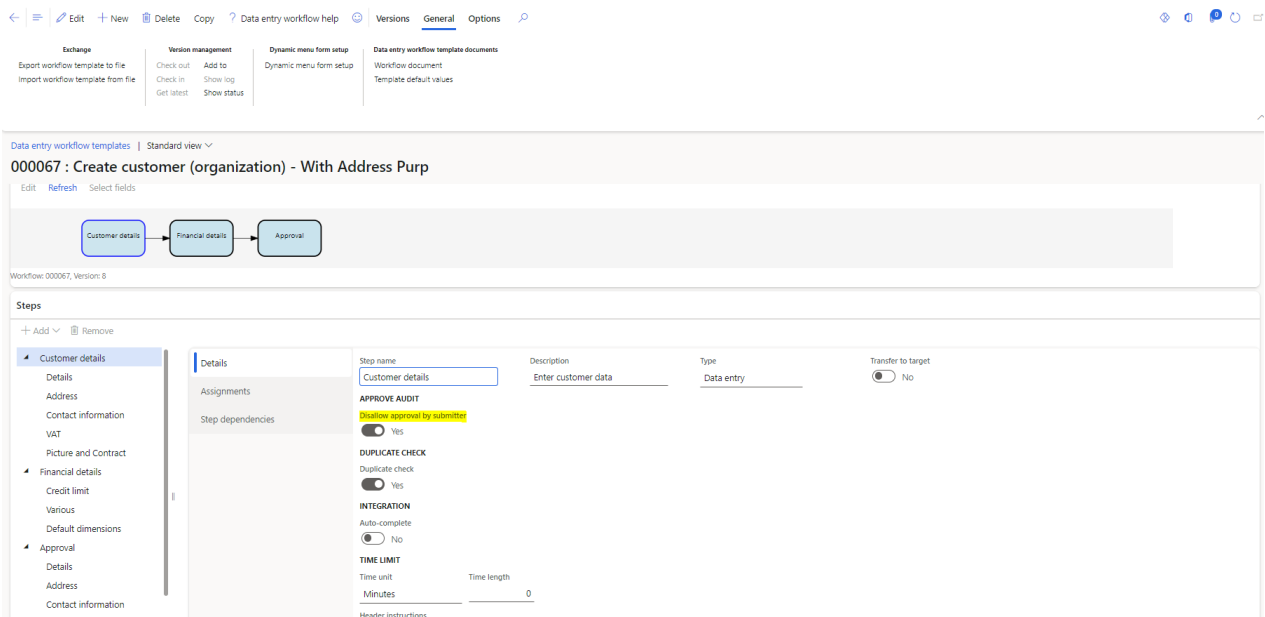 Edit New Delete Copy Data entry workflow help Versions General Options 0
Exchange Version management Dynamic menu form setup Data entry workflow template documents
Export workflow template to file Check out Add to Dynamic menu form setup Workflow document
Import workflow template from file Check in Show log Template default values
Get latest Show status
Data entry workflow templates | Standard view
000067 : Create customer (organization) - With Address Purp
Edit Refresh Select fields
Customer details Financial details Approval
Workflow: 000067, Version: 8
Steps
Add Remove
Customer details
Details
Address
Contact information
VAT
Picture and Contract
Financial details
Credit limit
Various
Default dimensions
Approval
Details
Address
Contact information
Details
Assignments
Step dependencies
Step name Description Type Transfer to target
Customer details Enter customer data Data entry No
APPROVE AUDIT
Disallow approval by submitter
Yes
DUPLICATE CHECK
Duplicate check
Yes
INTEGRATION
Auto-complete
No
TIME LIMIT
Time unit Time length
Minutes 0
Header instructions